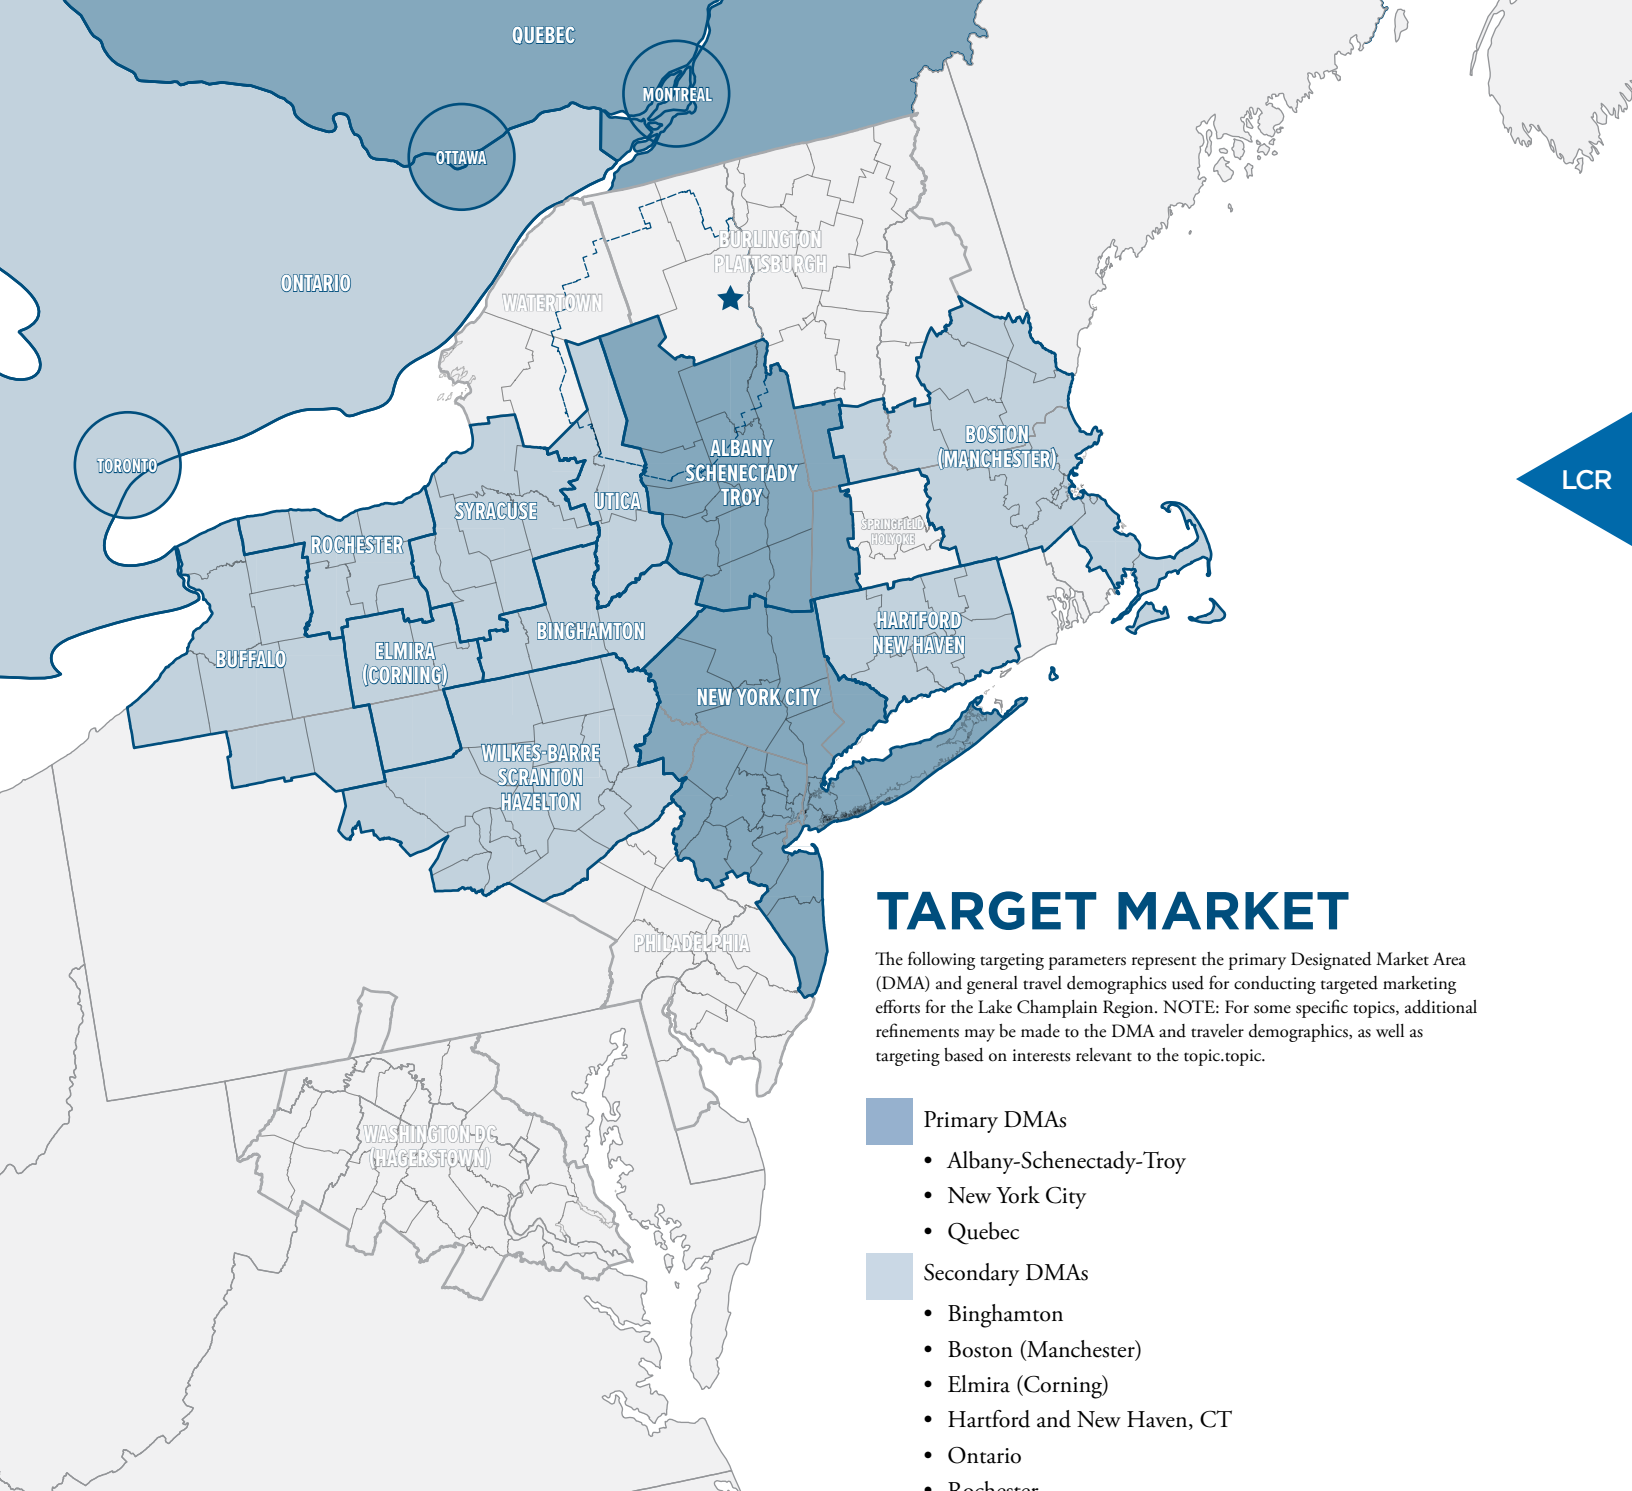 QUEBEC
MONTREAL
OTTAWA
BURLINGTON
PLATTSBURGH
ONTARIO
WATERTOWN
BOSTON
(MANCHESTER)
ALBANY
SCHENECTADY
TROY
TORONTO
LCR
UTICA
SYRACUSE
SPRINGFIELD
HOLYOKE
ROCHESTER
HARTFORD
NEW HAVEN
BINGHAMTON
ELMIRA
(CORNING)
BUFFALO
NEW YORK CITY
WILKES-BARRE
SCRANTON
HAZELTON
PHILADELPHIA
WASHINGTON DC
(HAGERSTOWN)
TARGET MARKET
The following targeting parameters represent the primary Designated Market Area
(DMA) and general travel demographics used for conducting targeted marketing
efforts for the Lake Champlain Region. NOTE: For some specific topics, additional
refinements may be made to the DMA and traveler demographics, as well as
targeting based on interests relevant to the topic.topic.
Primary DMAs
• Albany-Schenectady-Troy
• New York City
• Quebec
Secondary DMAs
• Binghamton
• Boston (Manchester)
• Elmira (Corning)
• Hartford and New Haven, CT
• Ontario
• Rochester